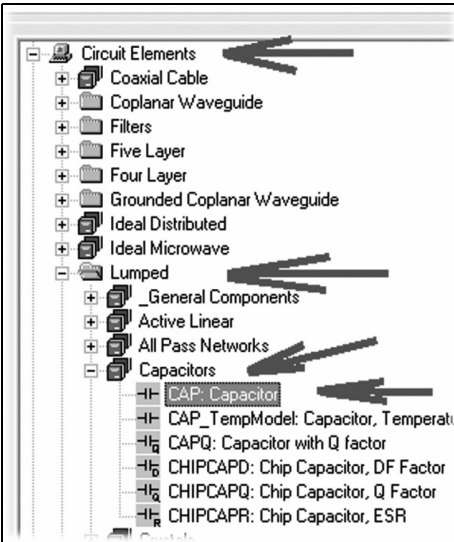 Circuit Elements
Coaxial Cable
Coplanar Waveguide
Filters
Five Layer
Four Layer
Grounded Coplanar Waveguide
Ideal Distributed
Ideal Microwave
Lumped
_General Components
Active Linear
All Pass Networks
Capacitors
CAP: Capacitor
CAP_TempModel: Capacitor, Temperatu
CAPQ: Capacitor with Q factor
CHIPCAPD: Chip Capacitor, DF Factor
CHIPCAPQ: Chip Capacitor, Q Factor
CHIPCAPR: Chip Capacitor, ESR
Crystals